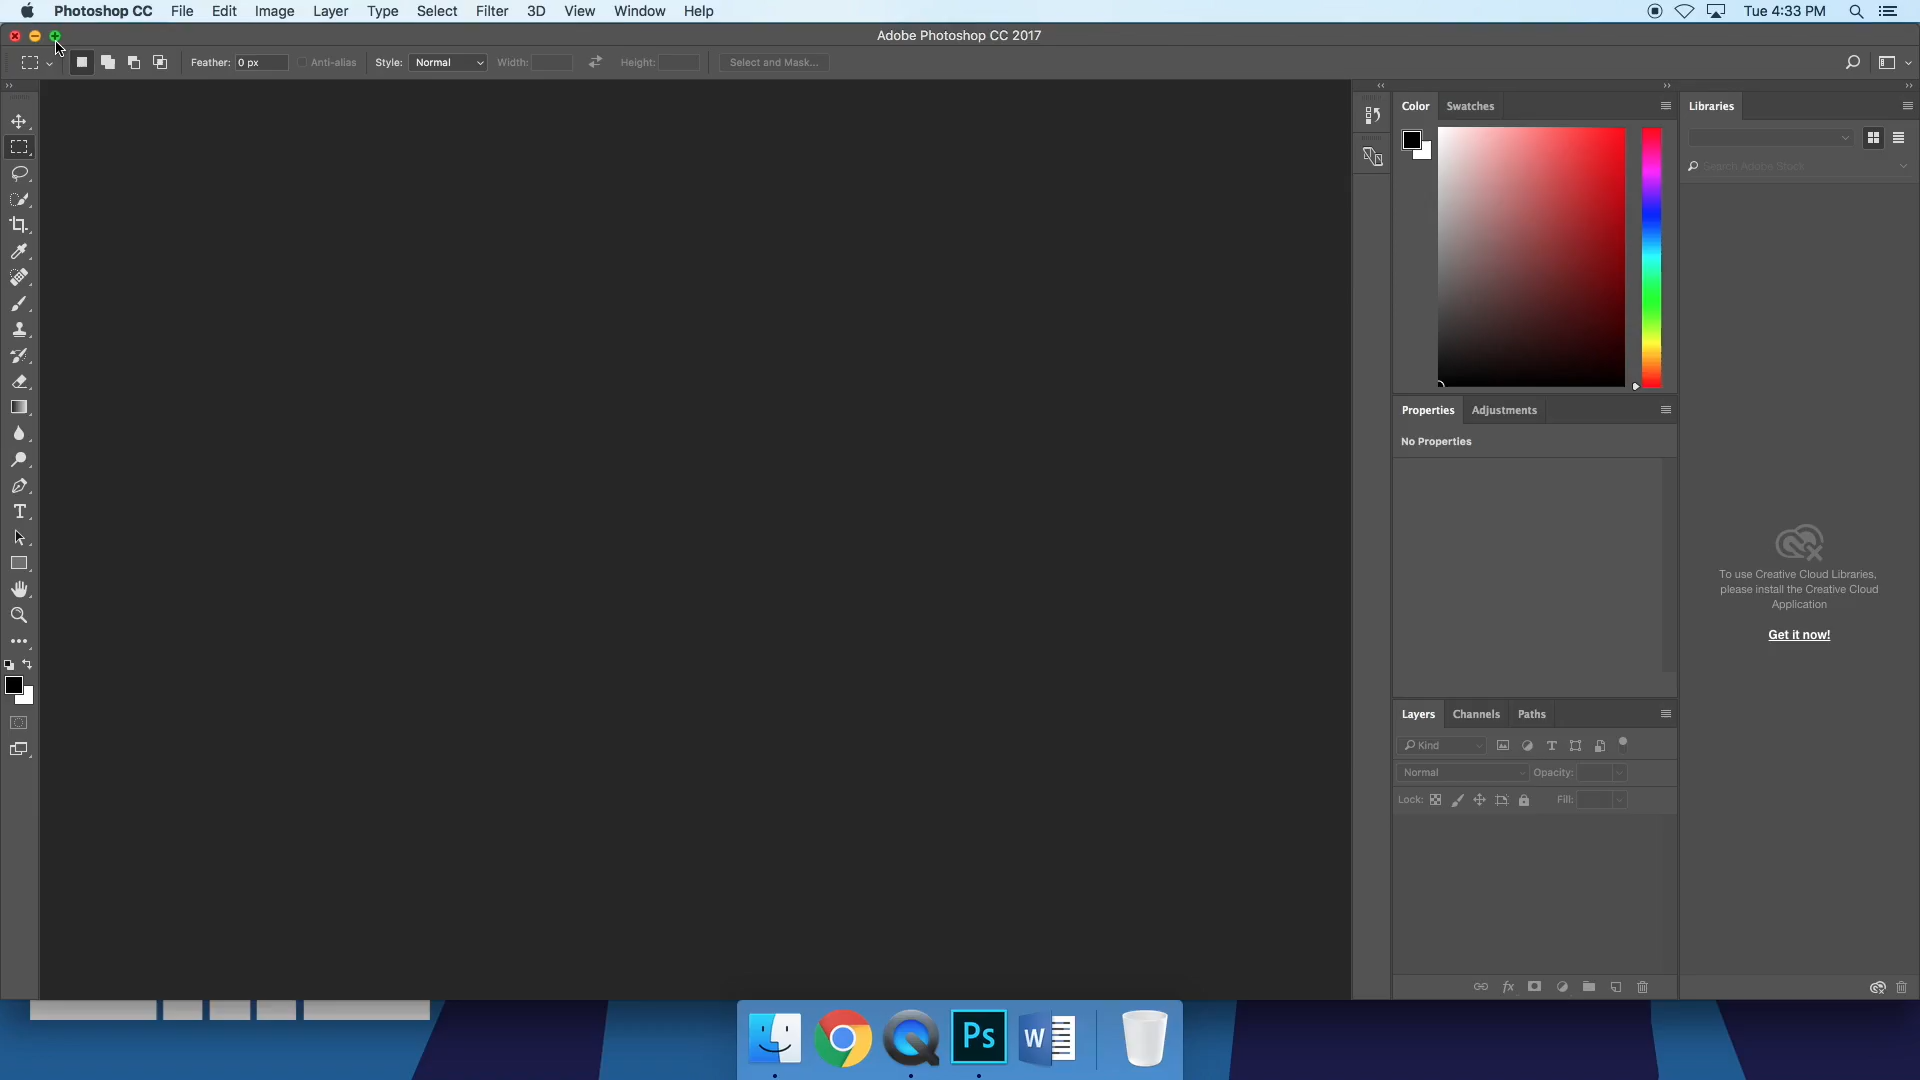 Photoshop CC File Edit Image Layer Type Select Filter 3D View Window Help Tue 4:33 PM
Adobe Photoshop CC 2017
Feather: 0 px Anti-alias Style: Normal Width: Height: Select and Mask...
Color Swatches
Libraries
Search Adobe Stock
Properties Adjustments
No Properties
To use Creative Cloud Libraries,
please install the Creative Cloud
Application
Get it now!
Layers Channels Paths
Kind
Normal Opacity:
Lock: Fill:
fx
Ps
W